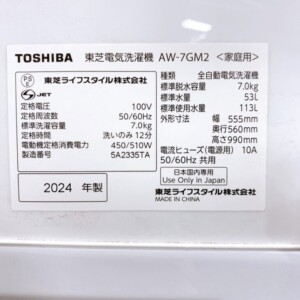 TOSHIBA 東芝電気洗濯機 AW-7GM2 <家庭用>
PS E
東芝ライフスタイル株式会社
JET
定格電圧 100V
定格周波数 50/60Hz
標準洗濯容量 7.0kg
定格時間 洗いのみ 12分
電動機定格消費電力 450/510W
製造番号 5A2335TA
2024 年製
種類 全自動電気洗濯機
標準脱水容量 7.0kg
標準水量 53L
標準使用水量 113L
外形寸法 幅 555mm
奥行560mm
高さ990mm
電流ヒューズ(電源用) 10A
50/60Hz 共用
日本国内専用
Use Only in Japan
東芝ライフスタイル株式会社
MADE IN CHINA